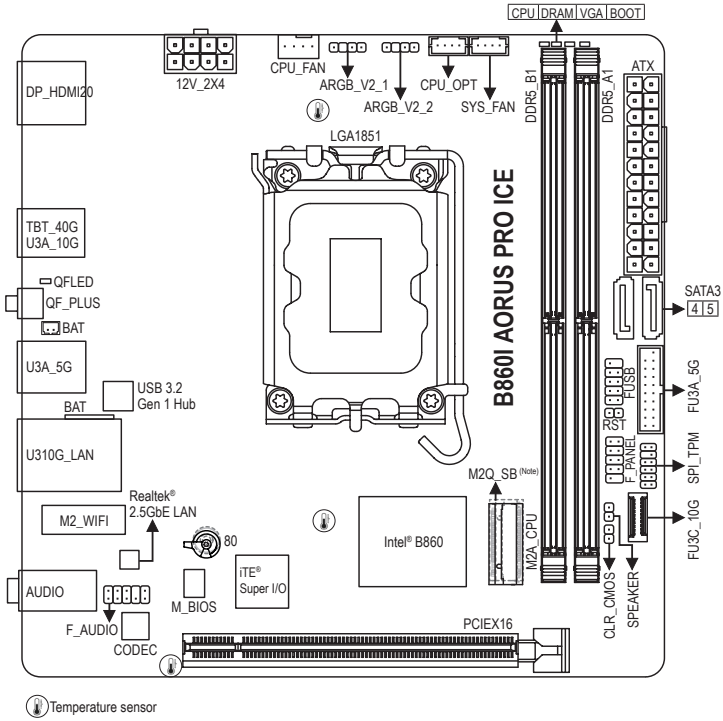 CPU DRAM VGA BOOT
12V_2X4
CPU_FAN
ARGB_V2_1
ARGB_V2_2
CPU_OPT
SYS_FAN
DDR5_B1
DDR5_A1
ATX
DP_HDMI20
LGA1851
TBT_40G
U3A_10G
QFLED
QF_PLUS
BAT
B860I AORUS PRO ICE
SATA3
4 5
U3A_5G
USB 3.2
Gen 1 Hub
BAT
FUSB
RST
FU3A_5G
U310G_LAN
F_PANEL
SPI_TPM
M2Q_SB (Note)
Realtek®
2.5GbE LAN
M2_WIFI
80
Intel® B860
M2A_CPU
FU3C_10G
iTE®
Super I/O
AUDIO
M_BIOS
CLR_CMOS
SPEAKER
F_AUDIO
CODEC
PCIEX16
Temperature sensor